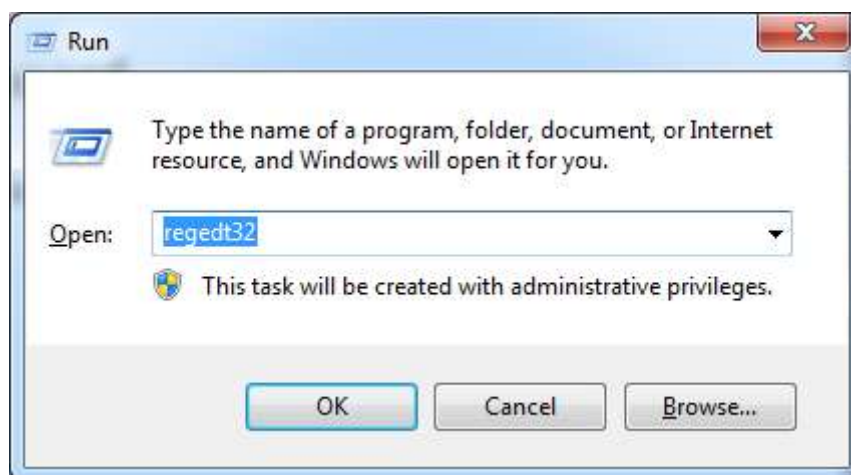 Run
Type the name of a program, folder, document, or Internet
resource, and Windows will open it for you.
Open: regedt32
This task will be created with administrative privileges.
OK Cancel Browse...